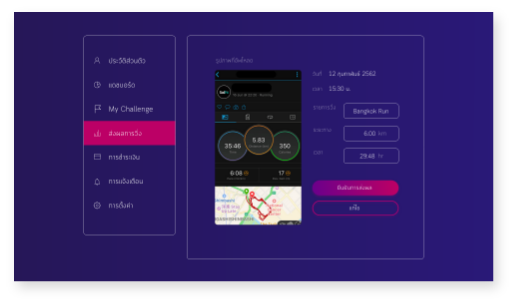 ประวัติส่วนตัว
แดชบอร์ด
My Challenge
ส่งผลการวิ่ง
การชำระเงิน
การแจ้งเตือน
การตั้งค่า
รูปภาพที่อัพโหลด
35:46
5.83
350
6:08
17
วันที่ 12 กุมภาพันธ์ 2562
เวลา 15:30 น.
รายการวิ่ง Bangkok Run
ระยะทาง 6.00 km
เวลา 29:48 hr
ยืนยันการส่งผล
แก้ไข